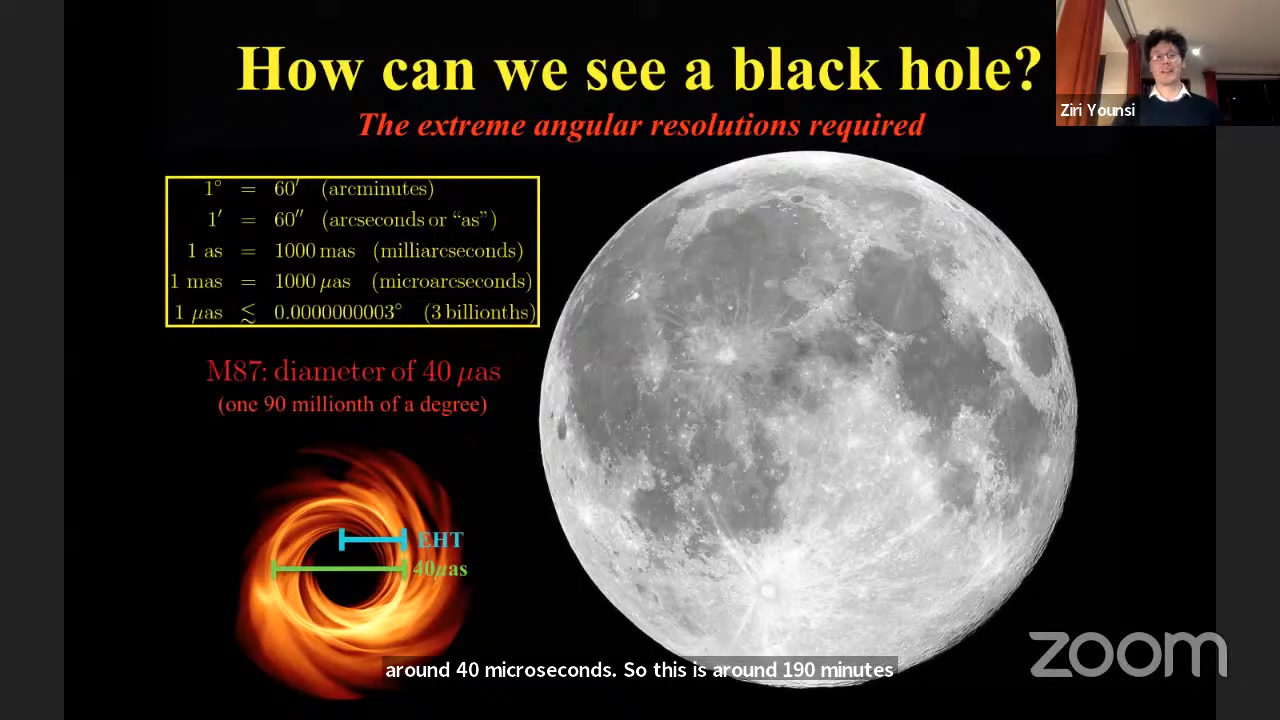 How can we see a black hole?
The extreme angular resolutions required
Ziri Younsi
1° = 60′ (arcminutes)
1′ = 60″ (arcseconds or “as”)
1 as = 1000 mas (milliarcseconds)
1 mas = 1000 μas (microarcseconds)
1 μas ≲ 0.0000000003° (3 billionths)
M87: diameter of 40 μas
(one 90 millionth of a degree)
EHT
40μas
around 40 microseconds. So this is around 190 minutes
zoom